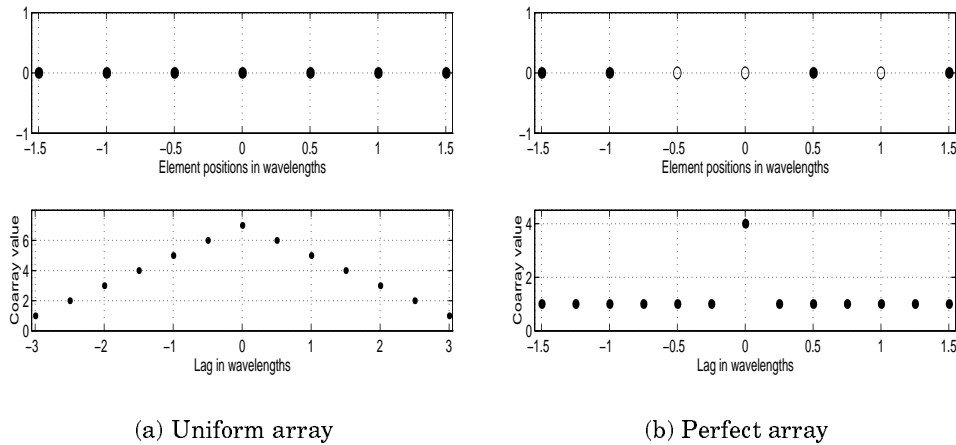 1
0
−1
−1.5 −1 −0.5 0 0.5 1 1.5
Element positions in wavelengths
1
0
−1
−1.5 −1 −0.5 0 0.5 1 1.5
Element positions in wavelengths
Coarray value
6
4
2
0
−3 −2 −1 0 1 2 3
Lag in wavelengths
Coarray value
4
2
0
−1.5 −1 −0.5 0 0.5 1 1.5
Lag in wavelengths
(a) Uniform array
(b) Perfect array